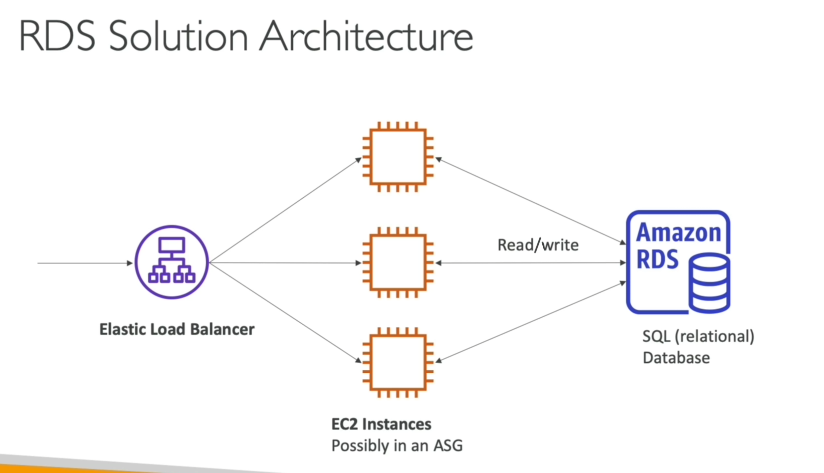 RDS Solution Architecture
Read/write
Amazon
RDS
Elastic Load Balancer
SQL (relational)
Database
EC2 Instances
Possibly in an ASG